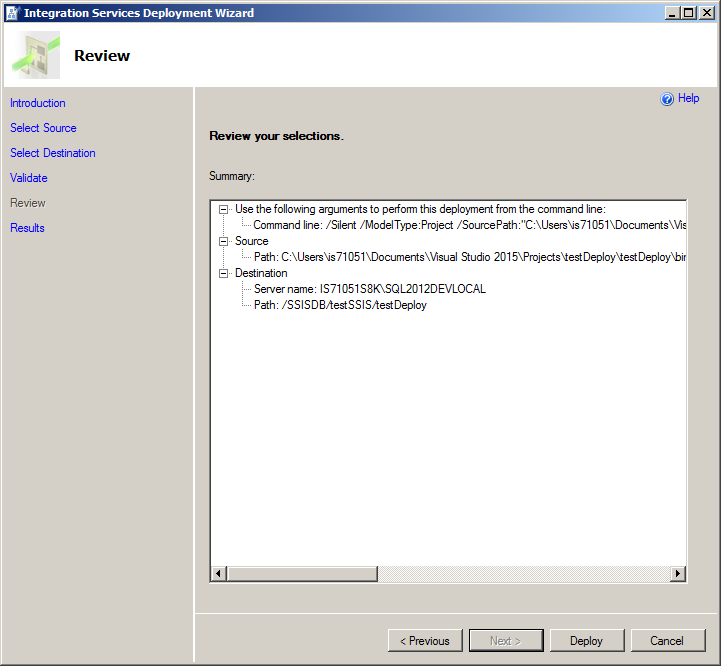 Integration Services Deployment Wizard
Review
Help
Introduction
Select Source
Select Destination
Validate
Review
Results
Review your selections.
Summary:
Use the following arguments to perform this deployment from the command line:
Command line: /Silent /ModelType:Project /SourcePath:"C:\Users\is71051\Documents\Vis
Source
Path: C:\Users\is71051\Documents\Visual Studio 2015\Projects\testDeploy\testDeploy\bin
Destination
Server name: IS71051S8K\SQL2012DEVLOCAL
Path: /SSISDB/testSSIS/testDeploy
< Previous Next > Deploy Cancel